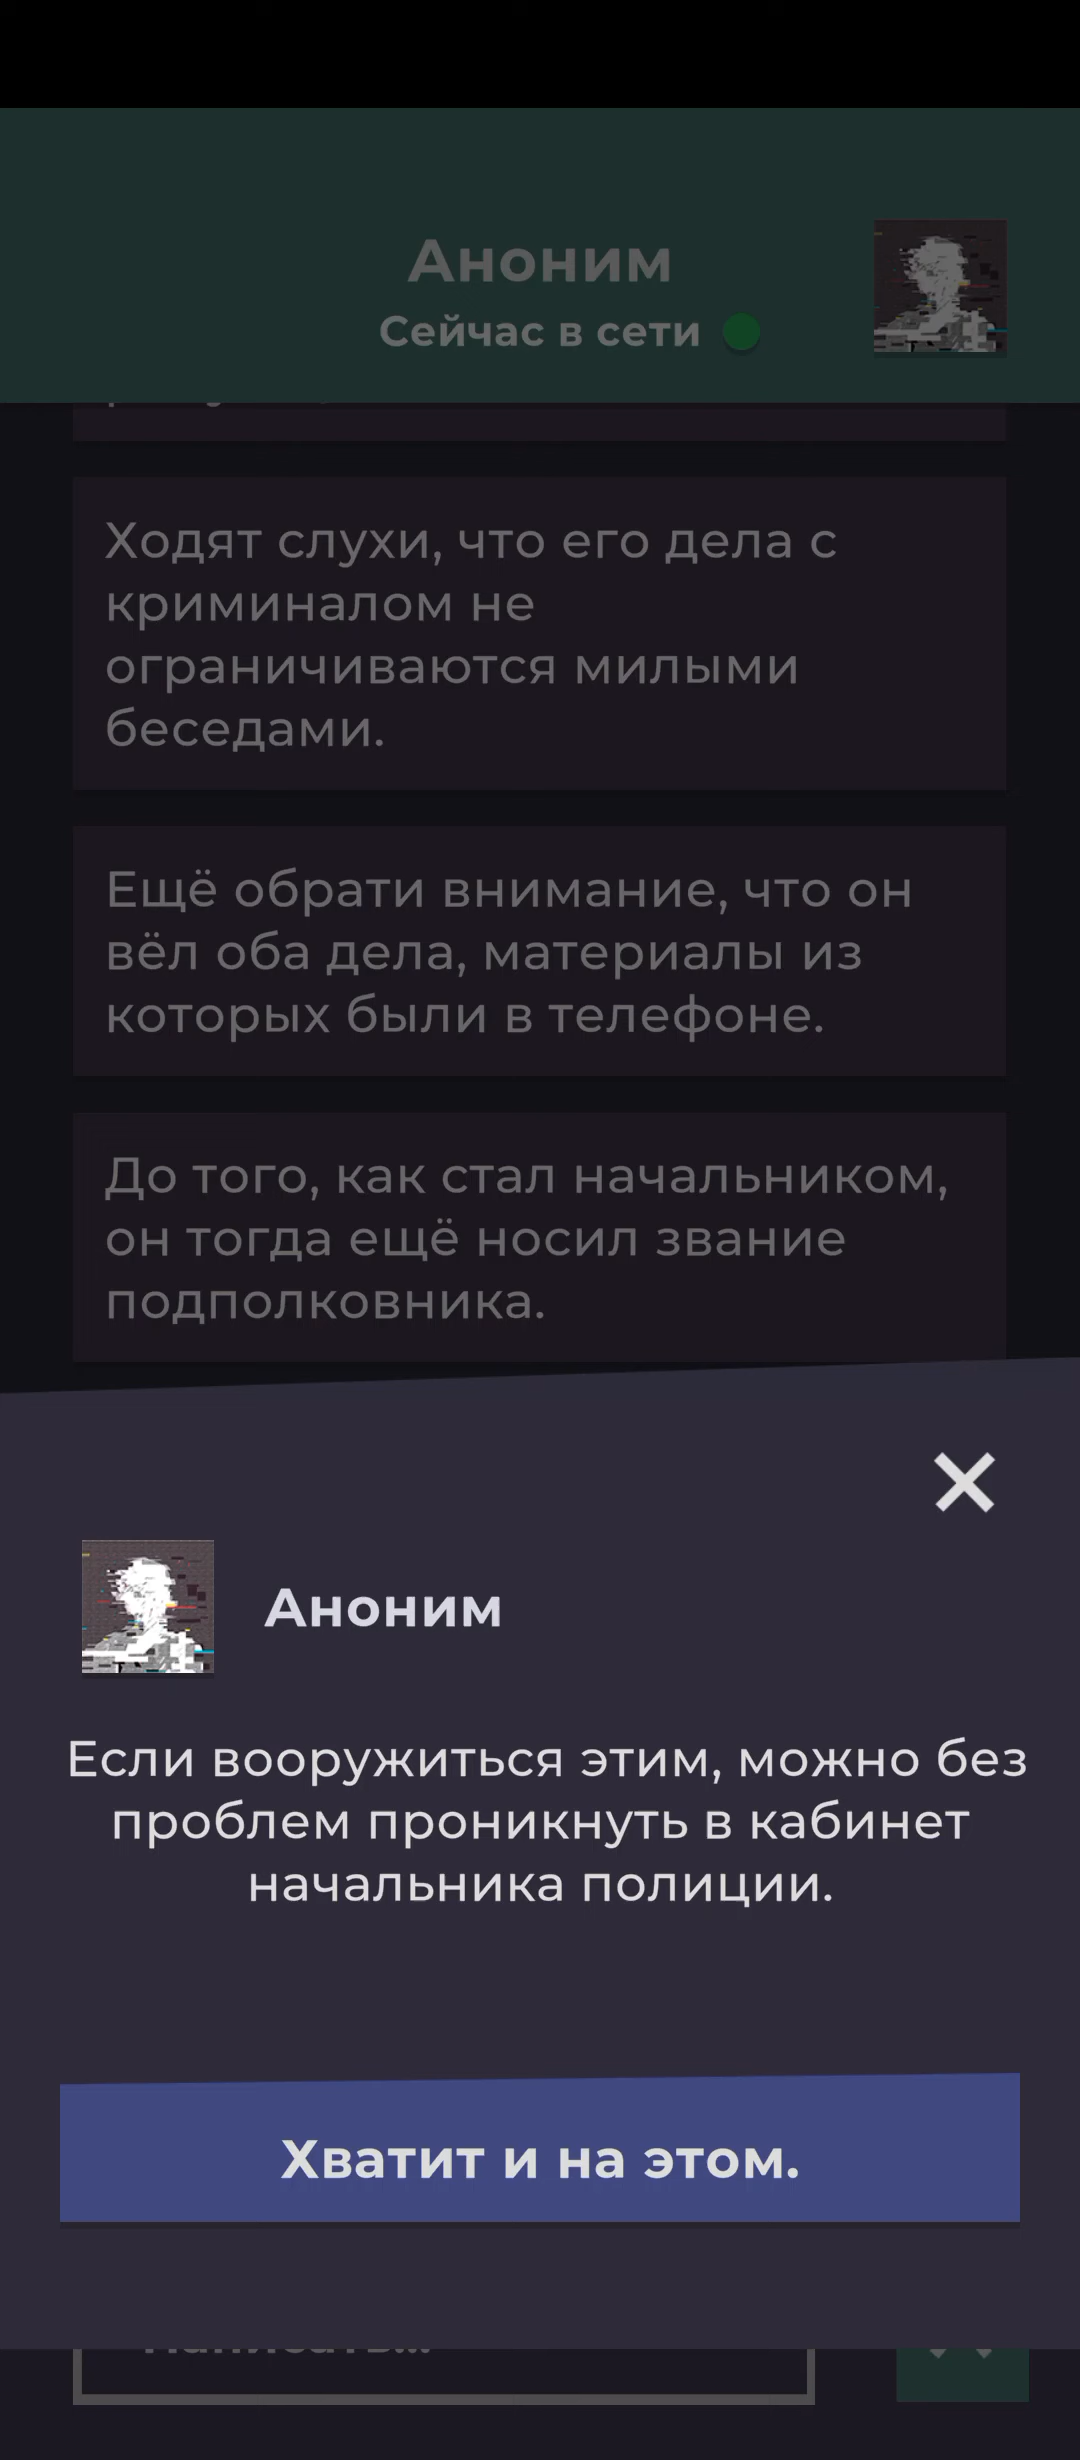 Аноним
Сейчас в сети
Ходят слухи, что его дела с
криминалом не
ограничиваются милыми
беседами.
Ещё обрати внимание, что он
вёл оба дела, материалы из
которых были в телефоне.
До того, как стал начальником,
он тогда ещё носил звание
подполковника.
Аноним
Если вооружиться этим, можно без
проблем проникнуть в кабинет
начальника полиции.
Хватит и на этом.